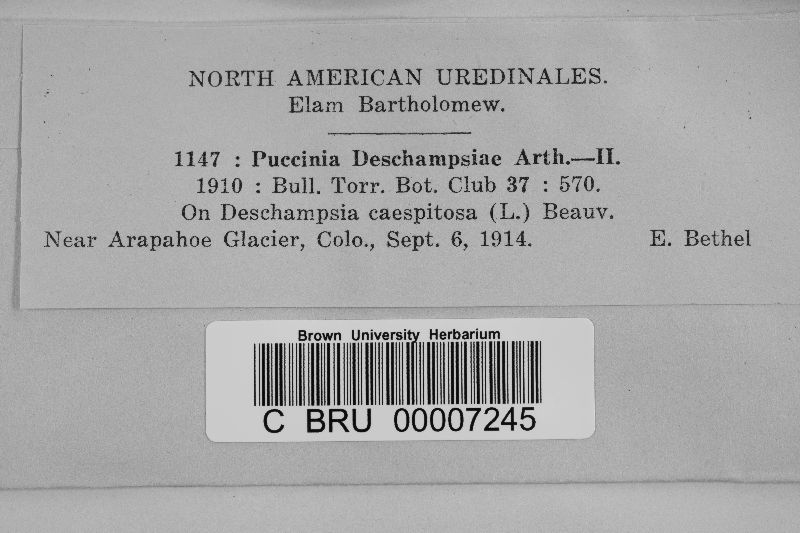 NORTH AMERICAN UREDINALES.
Elam Bartholomew.
1147 : Puccinia Deschampsiae Arth.—II.
1910 : Bull. Torr. Bot. Club 37 : 570.
On Deschampsia caespitosa (L.) Beauv.
Near Arapahoe Glacier, Colo., Sept. 6, 1914. E. Bethel
Brown University Herbarium
C BRU 00007245